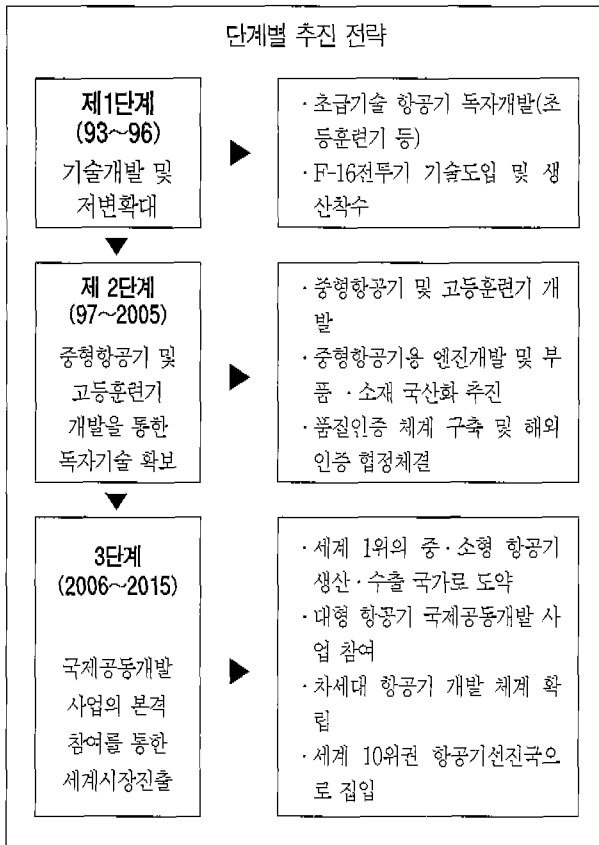 단계별 추진 전략
제1단계
(93～96)
기술개발 및
저변확대
▶
· 초급기술 항공기 독자개발(초
등훈련기 등)
· F-16전투기 기술도입 및 생
산착수
▼
제 2단계
(97～2005)
중형항공기 및
고등훈련기
개발을 통한
독자기술 확보
▶
· 중형항공기 및 고등훈련기 개
발
· 중형항공기용 엔진개발 및 부
품 · 소재 국산화 추진
· 품질인증 체계 구축 및 해외
인증 협정체결
▼
3단계
(2006～2015)
국제공동개발
사업의 본격
참여를 통한
세계시장진출
▶
· 세계 1위의 중 · 소형 항공기
생산 · 수출 국가로 도약
· 대형 항공기 국제공동개발 사
업 참여
· 차세대 항공기 개발 체계 확
립
· 세계 10위권 항공기선진국으
로 집입